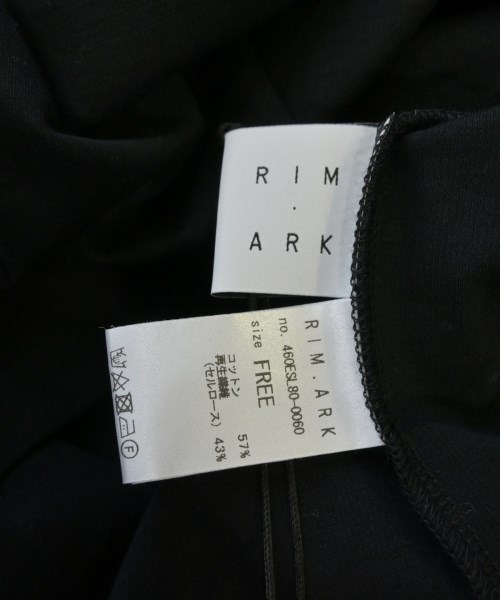 RIM
.
ARK
RIM.ARK
no. 460ESL80-0060
size FREE
コットン 57%
再生繊維
(セルロース) 43%
F